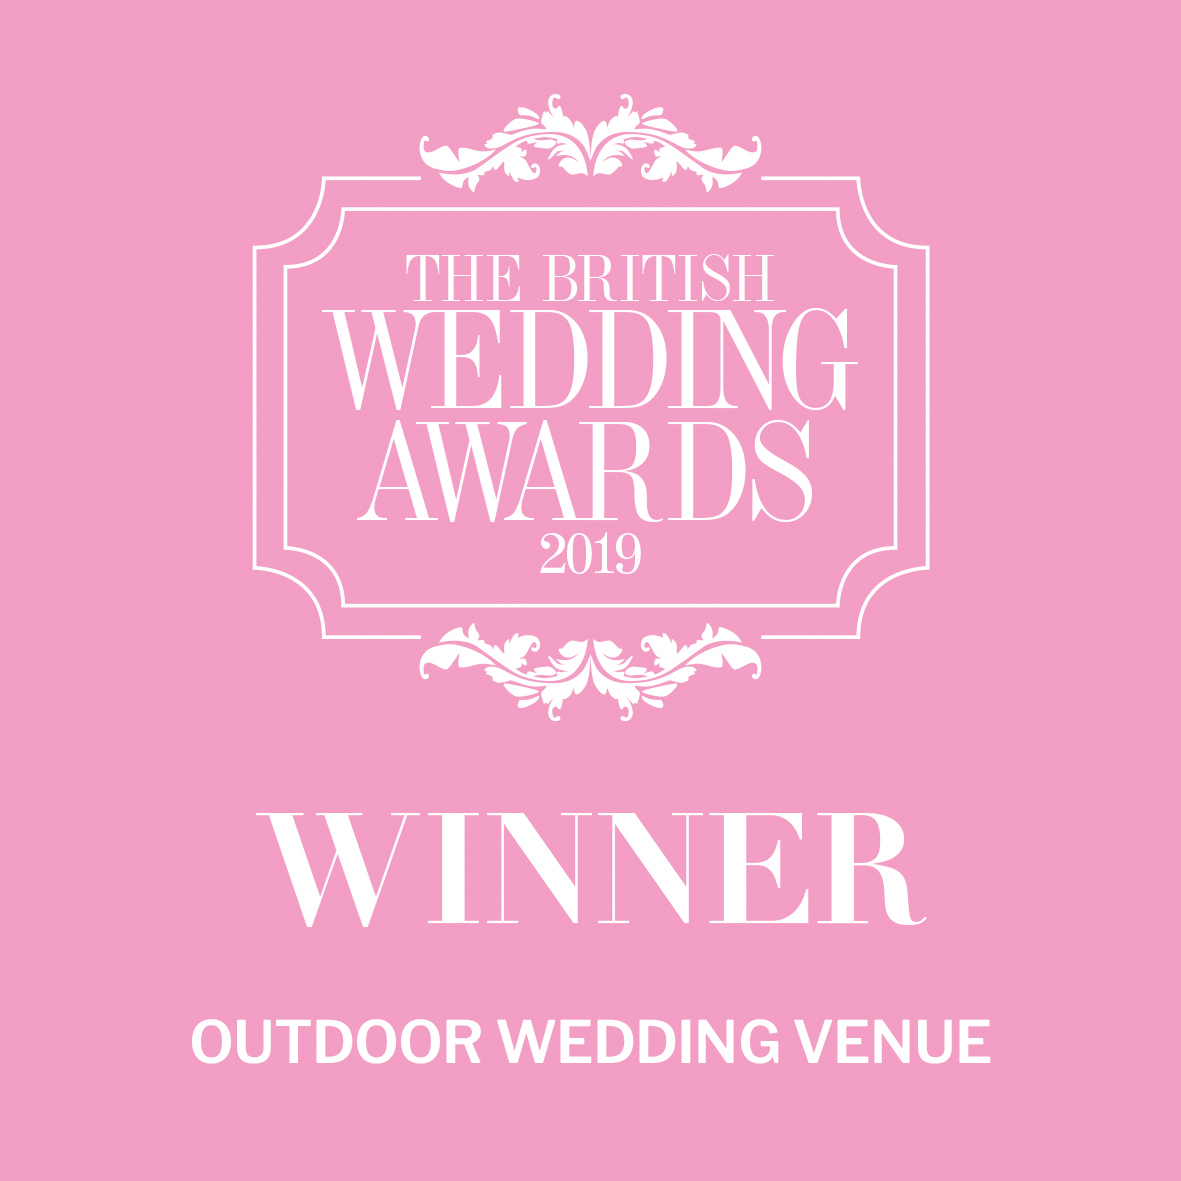 THE BRITISH
WEDDING
AWARDS
2019
WINNER
OUTDOOR WEDDING VENUE